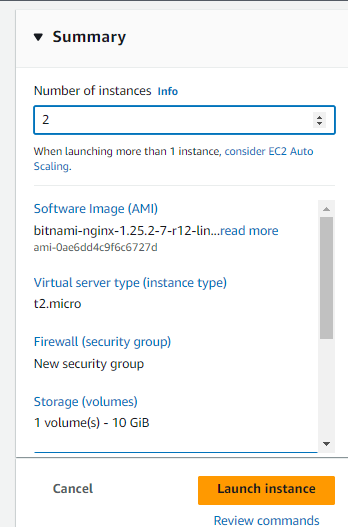 Summary
Number of instances Info
2
When launching more than 1 instance, consider EC2 Auto
Scaling.
Software Image (AMI)
bitnami-nginx-1.25.2-7-r12-lin...read more
ami-0ae6dd4c9f6c6727d
Virtual server type (instance type)
t2.micro
Firewall (security group)
New security group
Storage (volumes)
1 volume(s) - 10 GiB
Cancel
Launch instance
Review commands